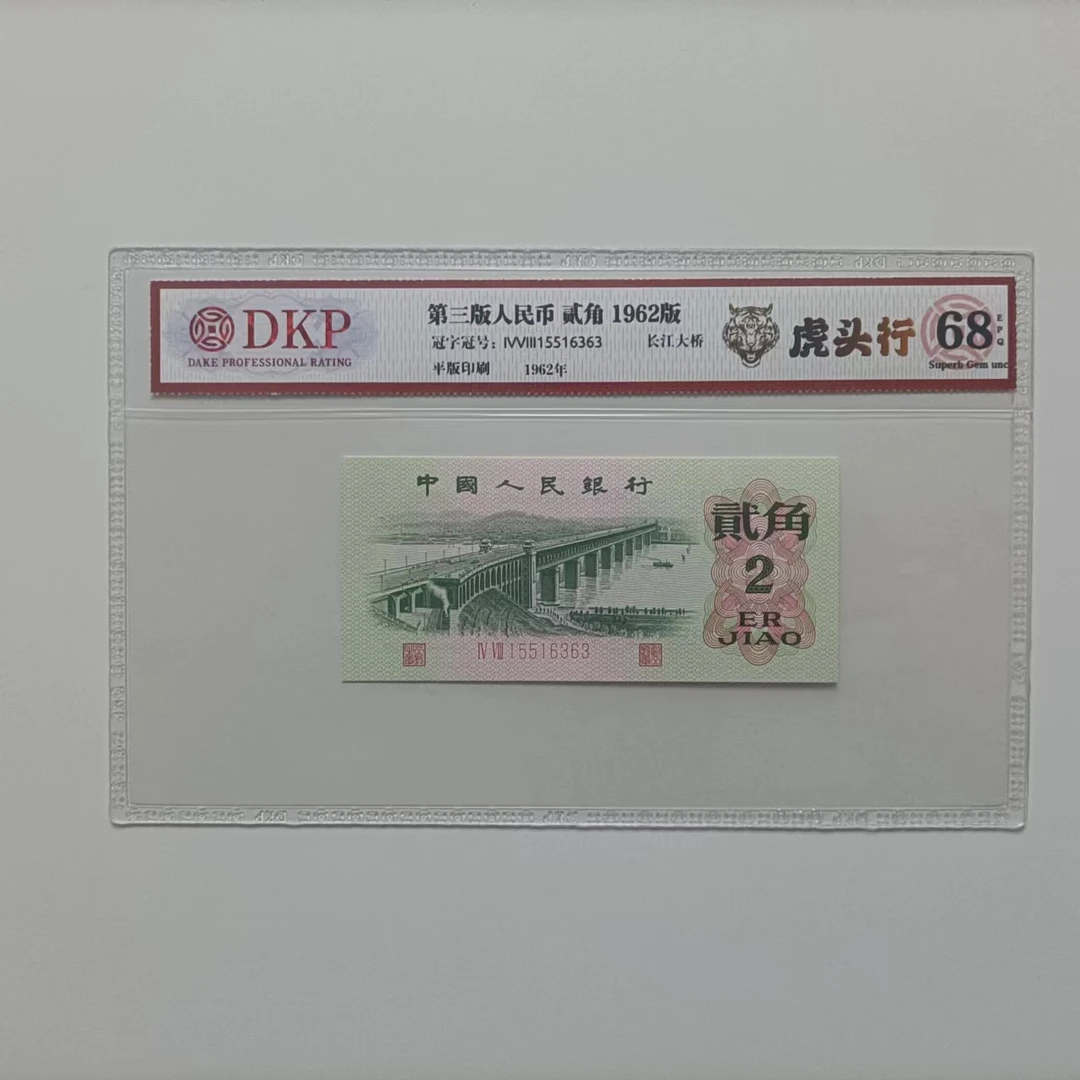 DKP
DAKE PROFESSIONAL RATING
第三版人民币 贰角 1962版
冠字冠号：IVVIII15516363 长江大桥
平版印刷 1962年
虎头行
68
EPQ
Superb Gem unc
中國人民銀行
貳角
2
ER
JIAO
IV VIII 15516363